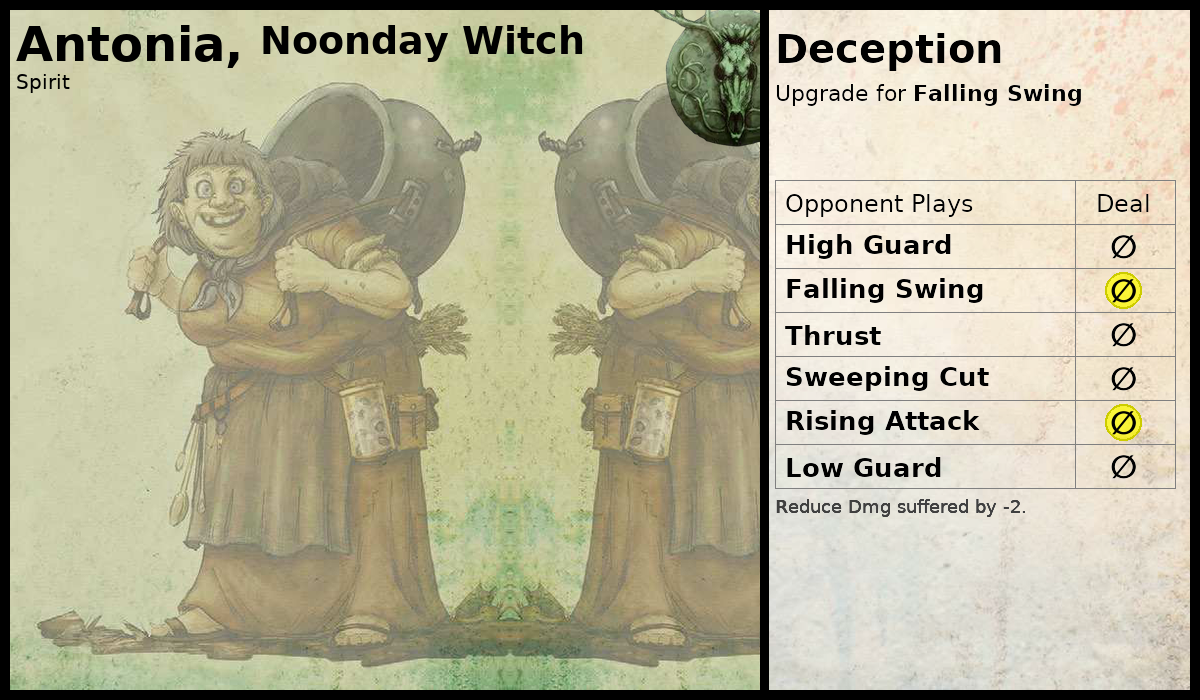 Antonia, Noonday Witch
Spirit
Deception
Upgrade for Falling Swing
Opponent Plays Deal
High Guard ∅
Falling Swing ∅
Thrust ∅
Sweeping Cut ∅
Rising Attack ∅
Low Guard ∅
Reduce Dmg suffered by -2.